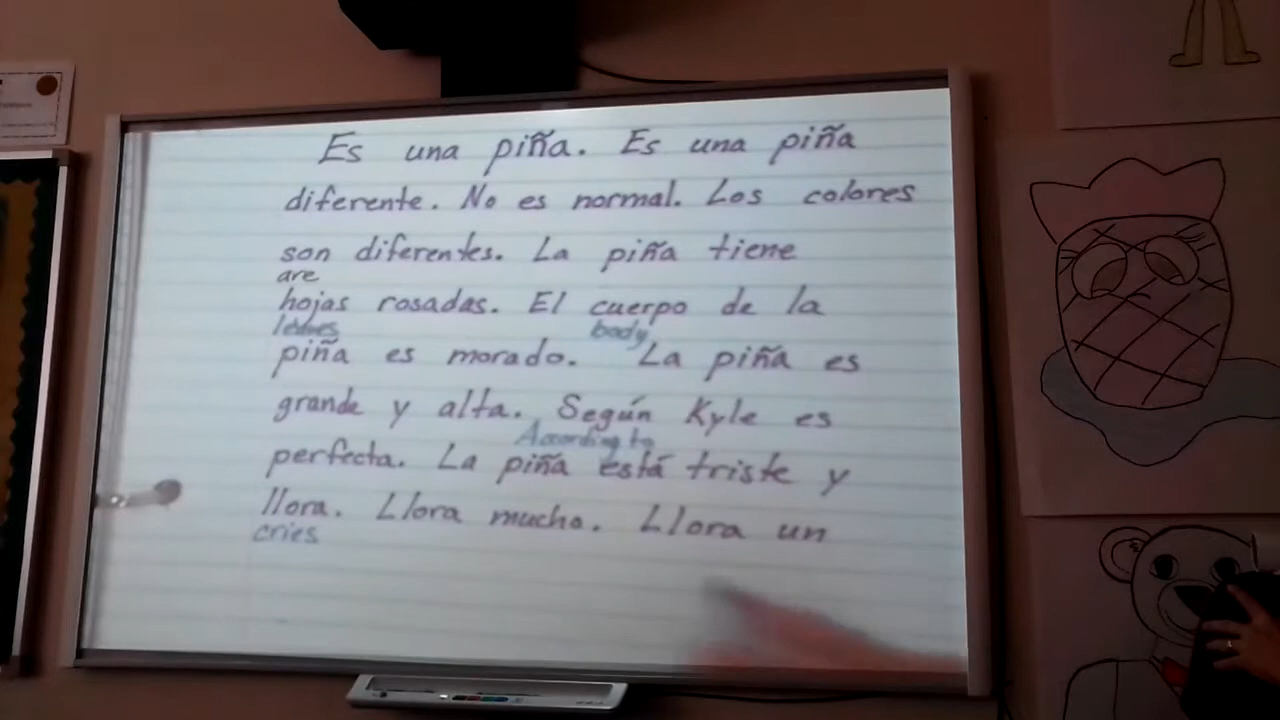 Es una piña. Es una piña
diferente. No es normal. Los colores
son diferentes. La piña tiene
are
hojas rosadas. El cuerpo de la
leaves body
piña es morado. La piña es
grande y alta. Según Kyle es
According to
perfecta. La piña está triste y
llora. Llora mucho. Llora un
cries